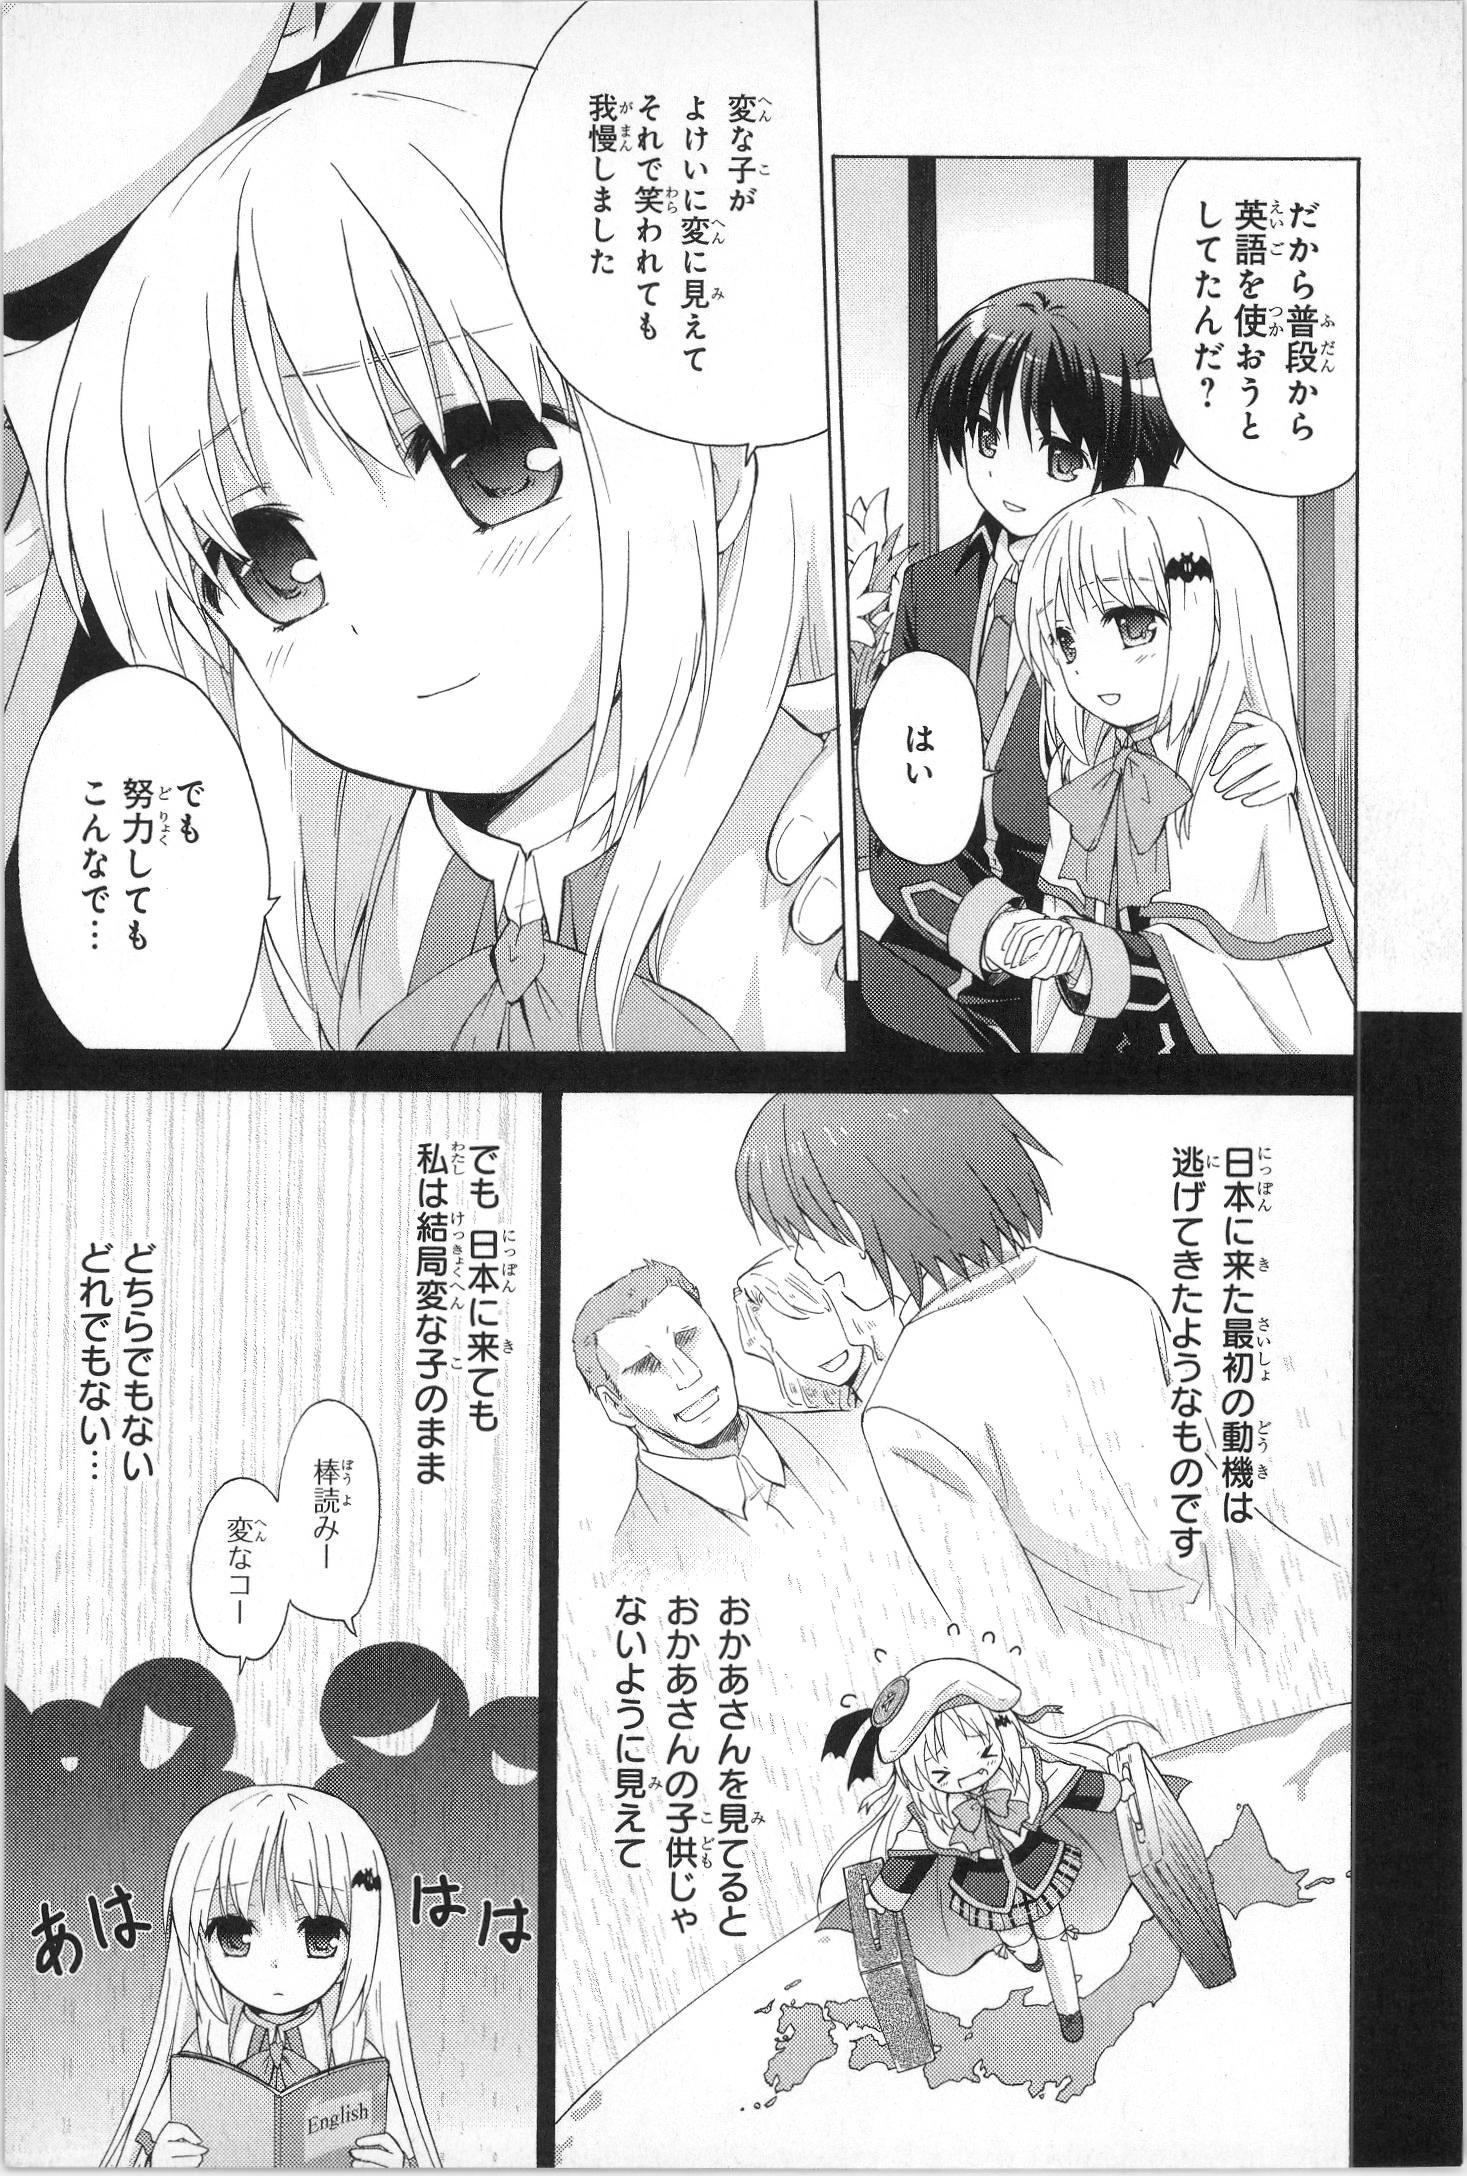 だから普段から
英語を使おうと
してたんだ?
はい
変な子が
よけいに変に見えて
それで笑われても
我慢しました
でも
努力しても
こんなで…
日本に来た最初の動機は
逃げてきたようなものです
おかあさんを見てると
おかあさんの子供じゃ
ないように見えて
でも 日本に来ても
私は結局変な子のまま
どちらでもない
どれでもない…
棒読みー
変なコー
あは
はは
English